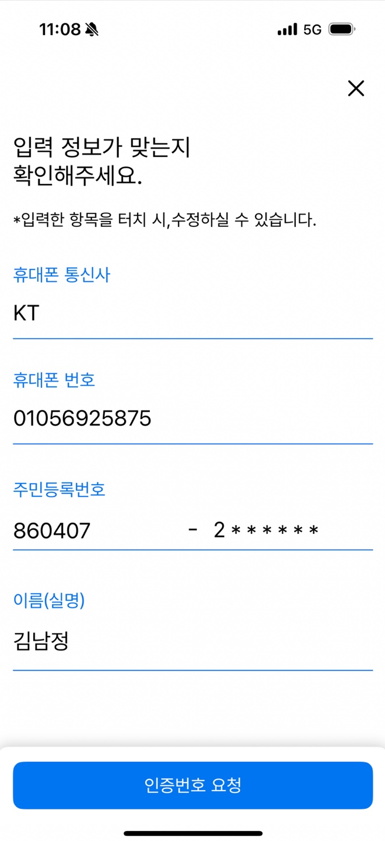 11:08
5G
입력 정보가 맞는지
확인해주세요.
*입력한 항목을 터치 시,수정하실 수 있습니다.
휴대폰 통신사
KT
휴대폰 번호
01056925875
주민등록번호
860407 - 2******
이름(실명)
김남정
인증번호 요청